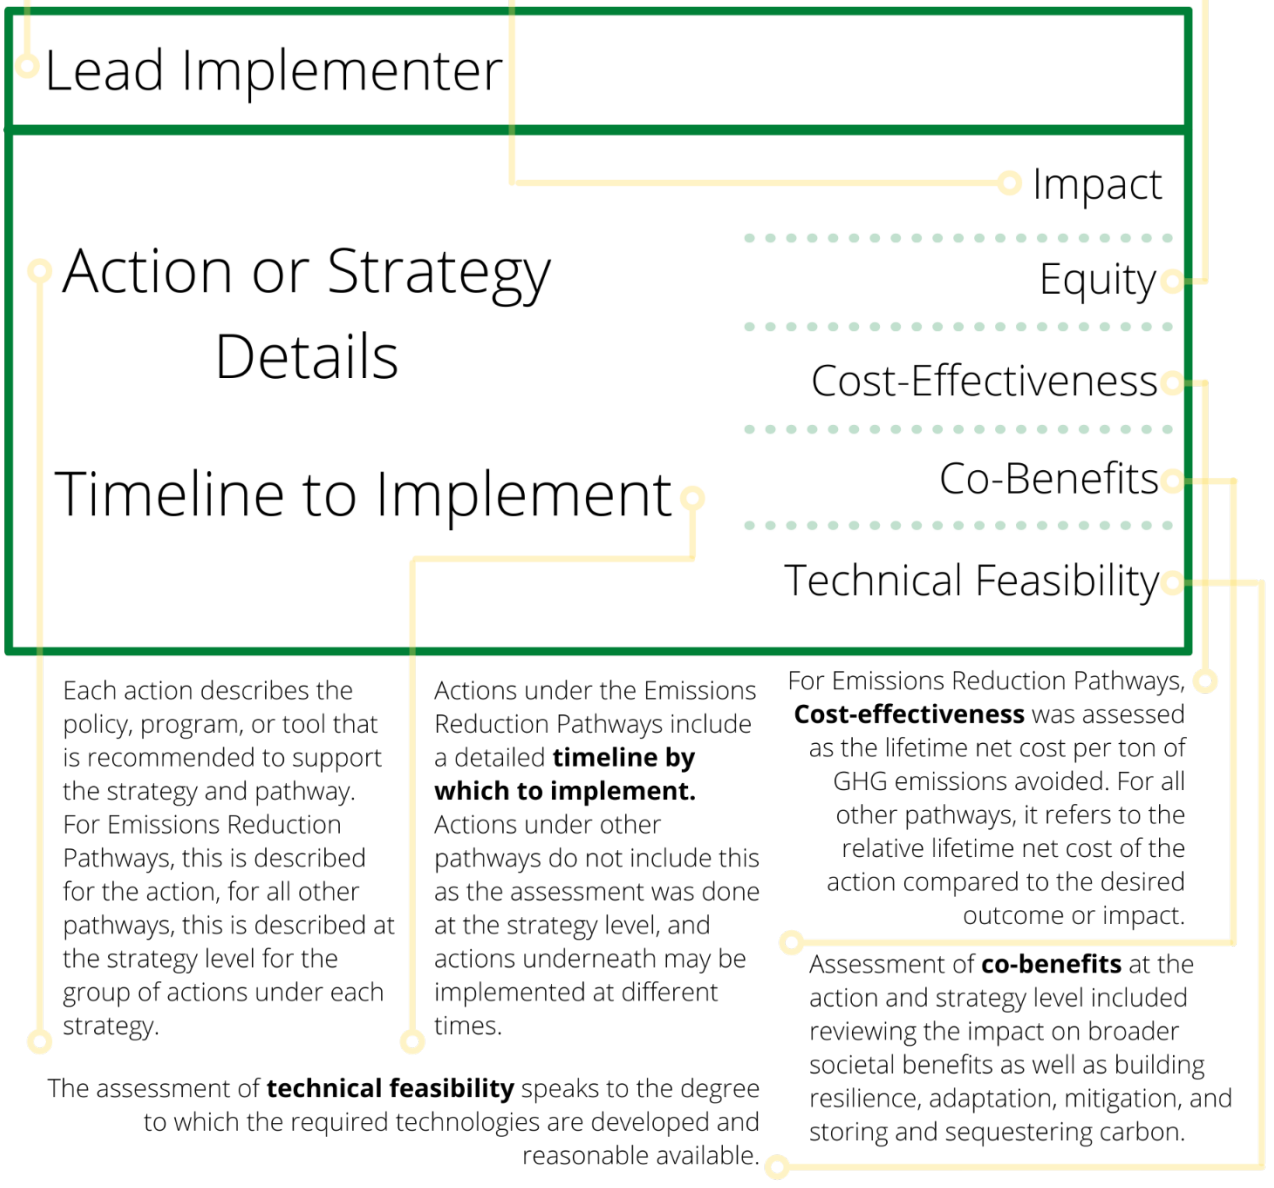 Lead Implementer
Impact
Action or Strategy
Details
Equity
Cost-Effectiveness
Timeline to Implement
Co-Benefits
Technical Feasibility
Each action describes the
policy, program, or tool that
is recommended to support
the strategy and pathway.
For Emissions Reduction
Pathways, this is described
for the action, for all other
pathways, this is described at
the strategy level for the
group of actions under each
strategy.
Actions under the Emissions
Reduction Pathways include
a detailed timeline by
which to implement.
Actions under other
pathways do not include this
as the assessment was done
at the strategy level, and
actions underneath may be
implemented at different
times.
For Emissions Reduction Pathways,
Cost-effectiveness was assessed
as the lifetime net cost per ton of
GHG emissions avoided. For all
other pathways, it refers to the
relative lifetime net cost of the
action compared to the desired
outcome or impact.
Assessment of co-benefits at the
action and strategy level included
reviewing the impact on broader
societal benefits as well as building
resilience, adaptation, mitigation, and
storing and sequestering carbon.
The assessment of technical feasibility speaks to the degree
to which the required technologies are developed and
reasonable available.